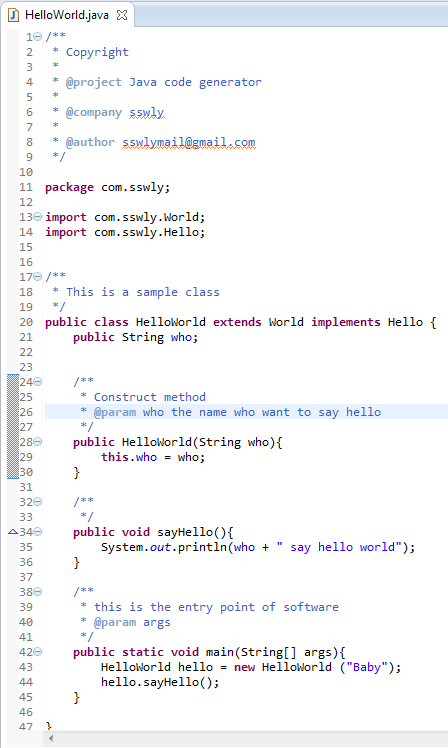 HelloWorld.java
1 /**
2  * Copyright
3  *
4  * @project Java code generator
5  *
6  * @company sswly
7  *
8  * @author sswlymail@gmail.com
9  */
10
11 package com.sswly;
12
13 import com.sswly.World;
14 import com.sswly.Hello;
15
16
17 /**
18  * This is a sample class
19  */
20 public class HelloWorld extends World implements Hello {
21     public String who;
22
23
24     /**
25      * Construct method
26      * @param who the name who want to say hello
27      */
28     public HelloWorld(String who){
29         this.who = who;
30     }
31
32     /**
33      */
34     public void sayHello(){
35         System.out.println(who + " say hello world");
36     }
37
38     /**
39      * this is the entry point of software
40      * @param args
41      */
42     public static void main(String[] args){
43         HelloWorld hello = new HelloWorld ("Baby");
44         hello.sayHello();
45     }
46
47 }